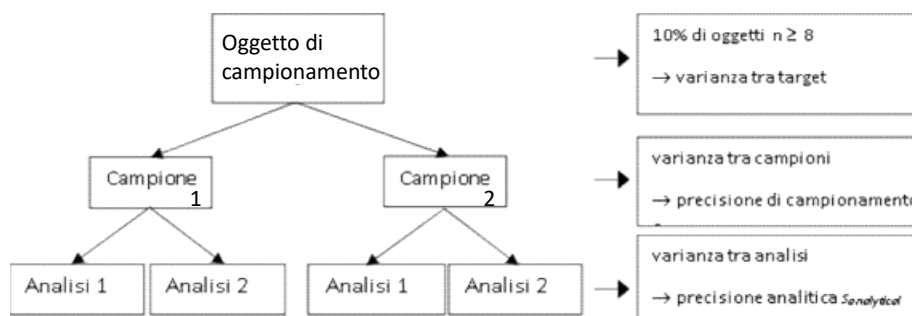 Oggetto di
campionamento
10% di oggetti n ≥ 8
→ varianza tra target
Campione
1
Campione
2
varianza tra campioni
→ precisione di campionamento
Analisi 1
Analisi 2
Analisi 1
Analisi 2
varianza tra analisi
→ precisione analitica Sanalytical